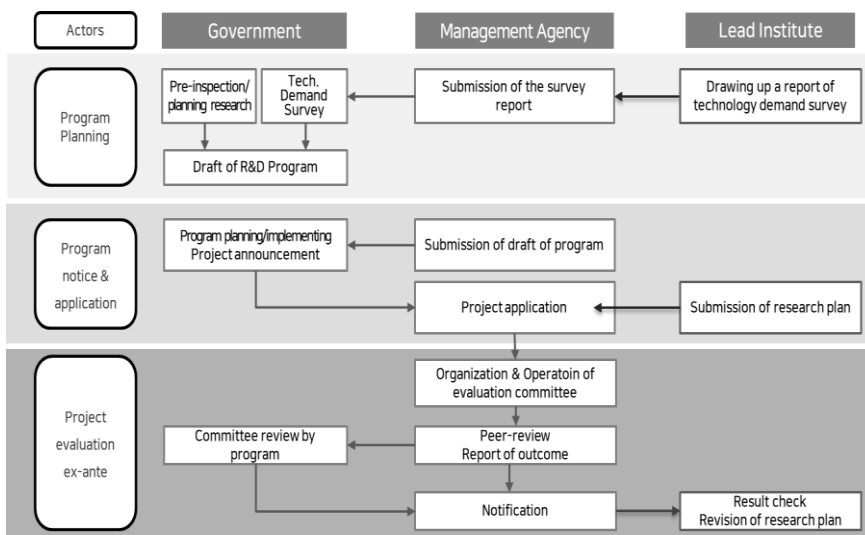 Actors
Government
Management Agency
Lead Institute
Program
Planning
Pre-inspection/
planning research
Tech.
Demand
Survey
Submission of the survey
report
Drawing up a report of
technology demand survey
Draft of R&D Program
Program
notice &
application
Program planning/implementing
Project announcement
Submission of draft of program
Project application
Submission of research plan
Project
evaluation
ex-ante
Organization & Operatoin of
evaluation committee
Committee review by
program
Peer-review
Report of outcome
Notification
Result check
Revision of research plan